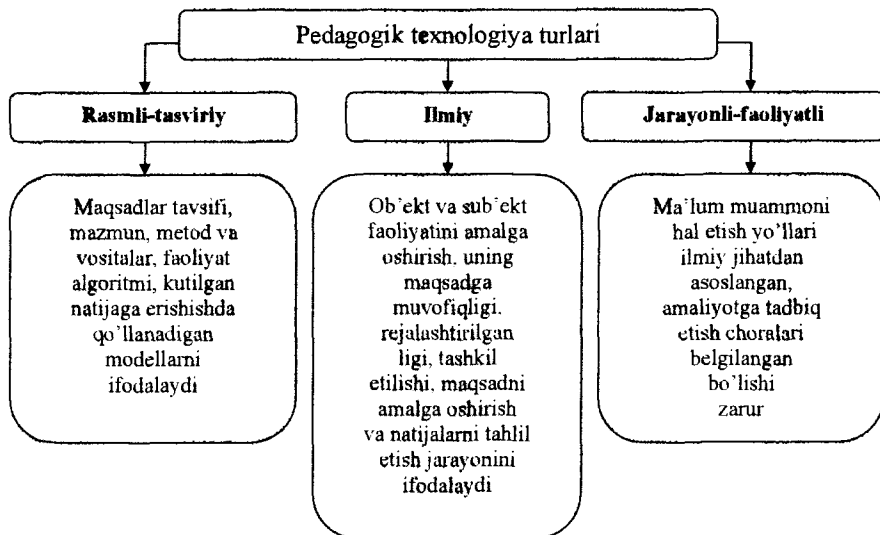 Pedagogik texnologiya turlari
Rasmli-tasviriy
Ilmiy
Jarayonli-faoliyatli
Maqsadlar tavsifi,
mazmun, metod va
vositalar, faoliyat
algoritmi, kutilgan
natijaga erishishda
qo'llanadigan
modellarni
ifodalaydi
Ob'ekt va sub'ekt
faoliyatini amalga
oshirish, uning
maqsadga
muvofiqligi,
rejalashtirilgan
ligi, tashkil
etilishi, maqsadni
amalga oshirish
va natijalarni tahlil
etish jarayonini
ifodalaydi
Ma'lum muammoni
hal etish yo'llari
ilmiy jihatdan
asoslangan,
amaliyotga tadbiq
etish choralari
belgilangan
bo'lishi
zarur